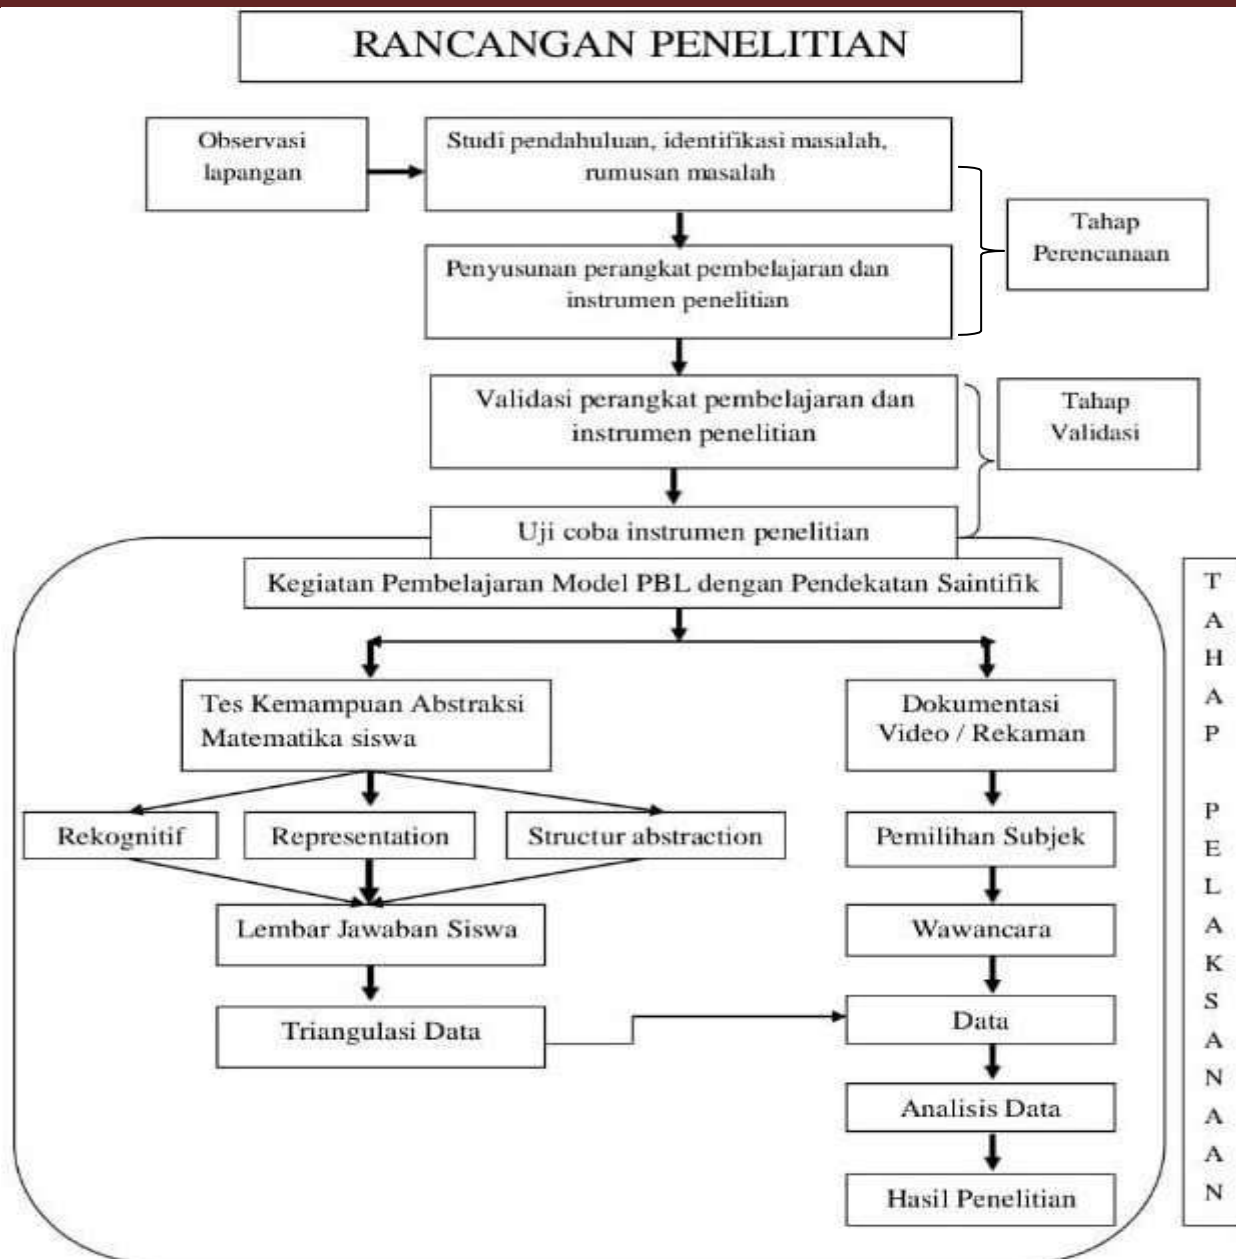 RANCANGAN PENELITIAN
Observasi
lapangan
Studi pendahuluan, identifikasi masalah,
rumusan masalah
Tahap
Perencanaan
Penyusunan perangkat pembelajaran dan
instrumen penelitian
Validasi perangkat pembelajaran dan
instrumen penelitian
Tahap
Validasi
Uji coba instrumen penelitian
Kegiatan Pembelajaran Model PBL dengan Pendekatan Saintifik
Tes Kemampuan Abstraksi
Matematika siswa
Dokumentasi
Video / Rekaman
Rekognitif
Representation
Structur abstraction
Pemilihan Subjek
Lembar Jawaban Siswa
Wawancara
Triangulasi Data
Data
Analisis Data
Hasil Penelitian
TAHAP PELAKSANAAN